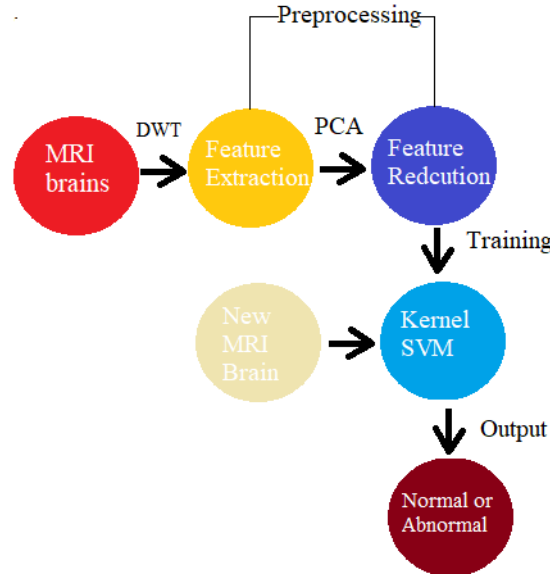 Preprocessing
DWT
PCA
MRI
brains
Feature
Extraction
Feature
Redcution
Training
New
MRI
Brain
Kernel
SVM
Output
Normal or
Abnormal